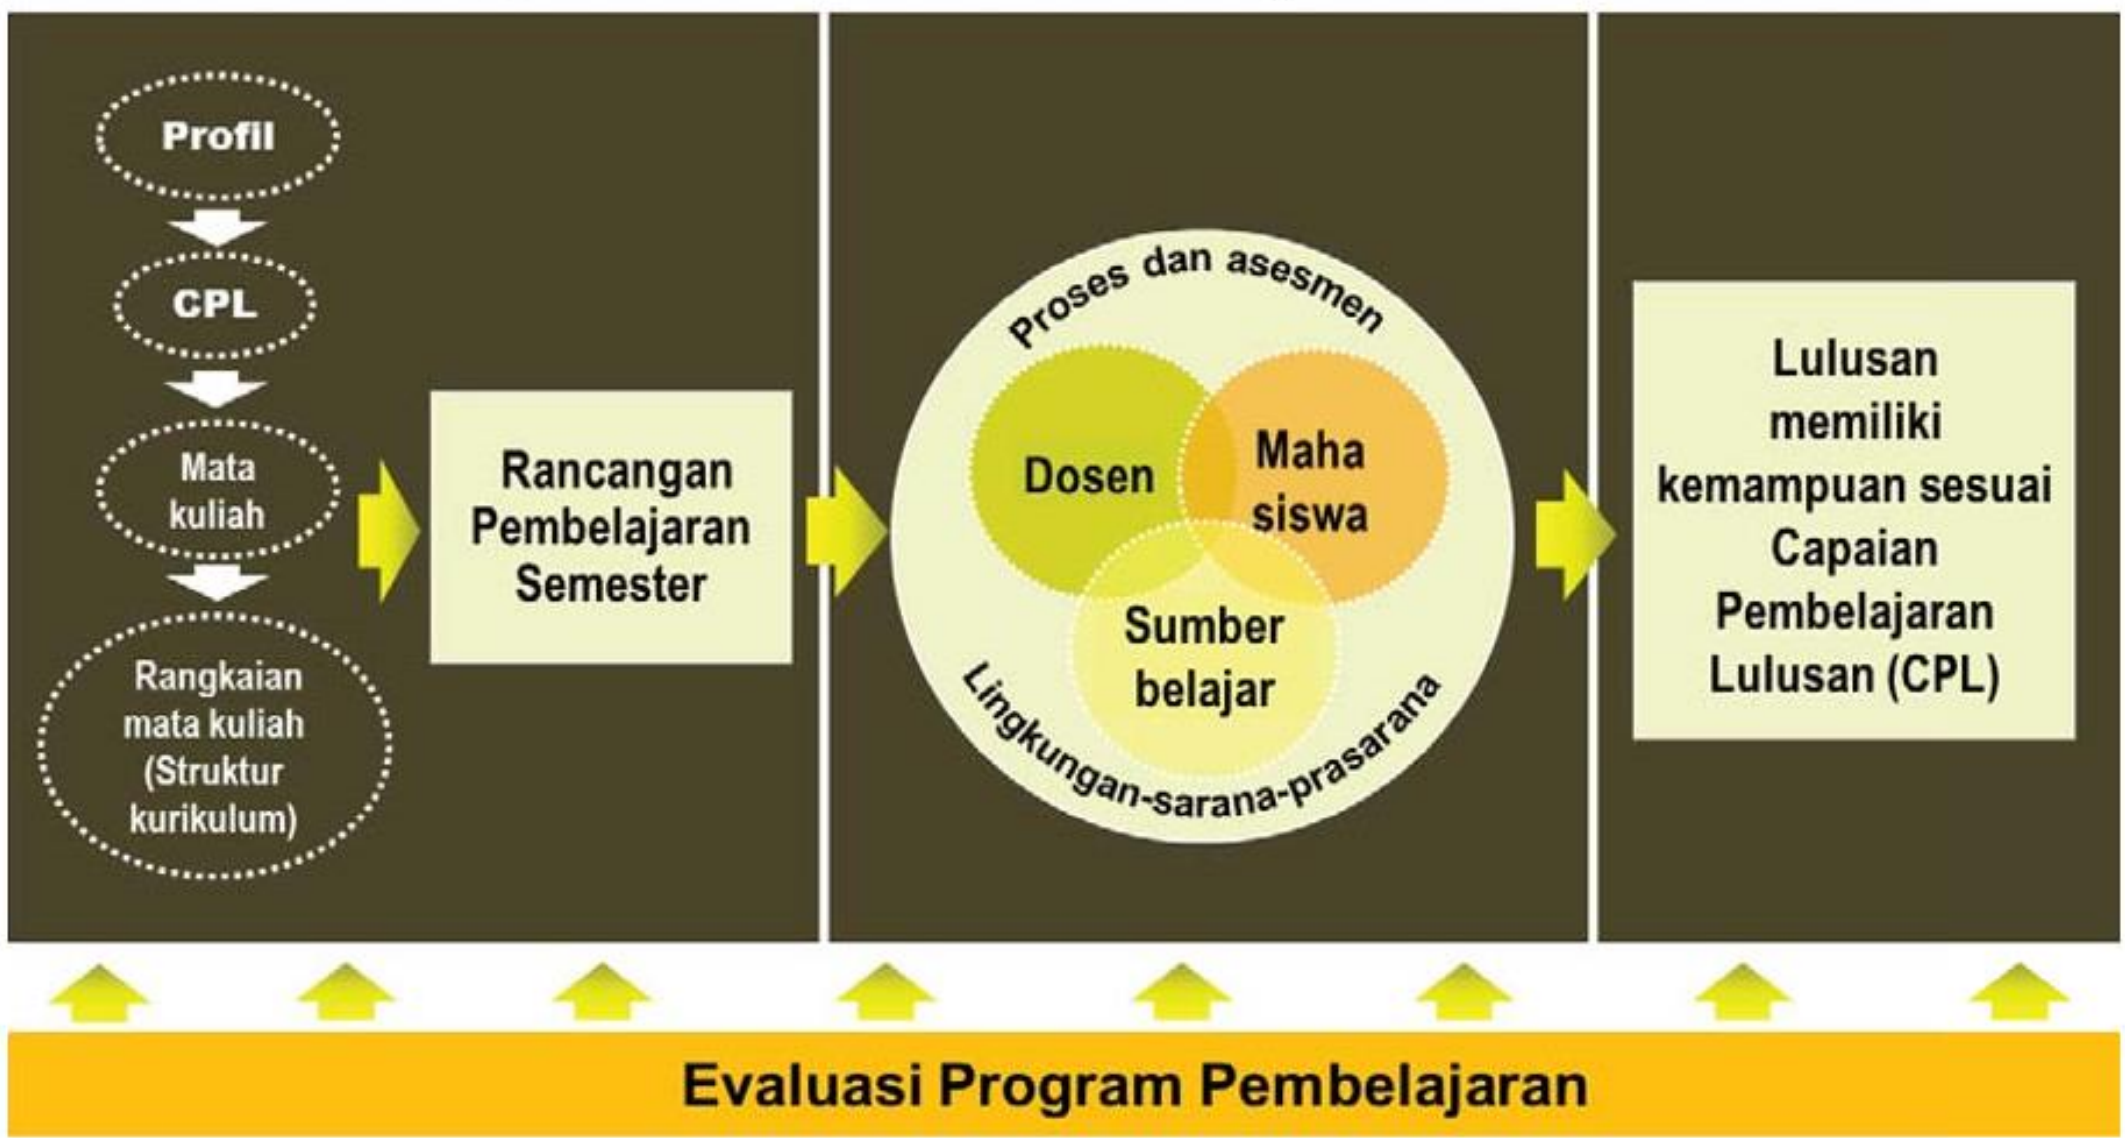 Profil
CPL
Mata
kuliah
Rangkaian
mata kuliah
(Struktur
kurikulum)
Rancangan
Pembelajaran
Semester
Proses dan asesmen
Dosen
Maha
siswa
Sumber
belajar
Lingkungan-sarana-prasarana
Lulusan
memiliki
kemampuan sesuai
Capaian
Pembelajaran
Lulusan (CPL)
Evaluasi Program Pembelajaran